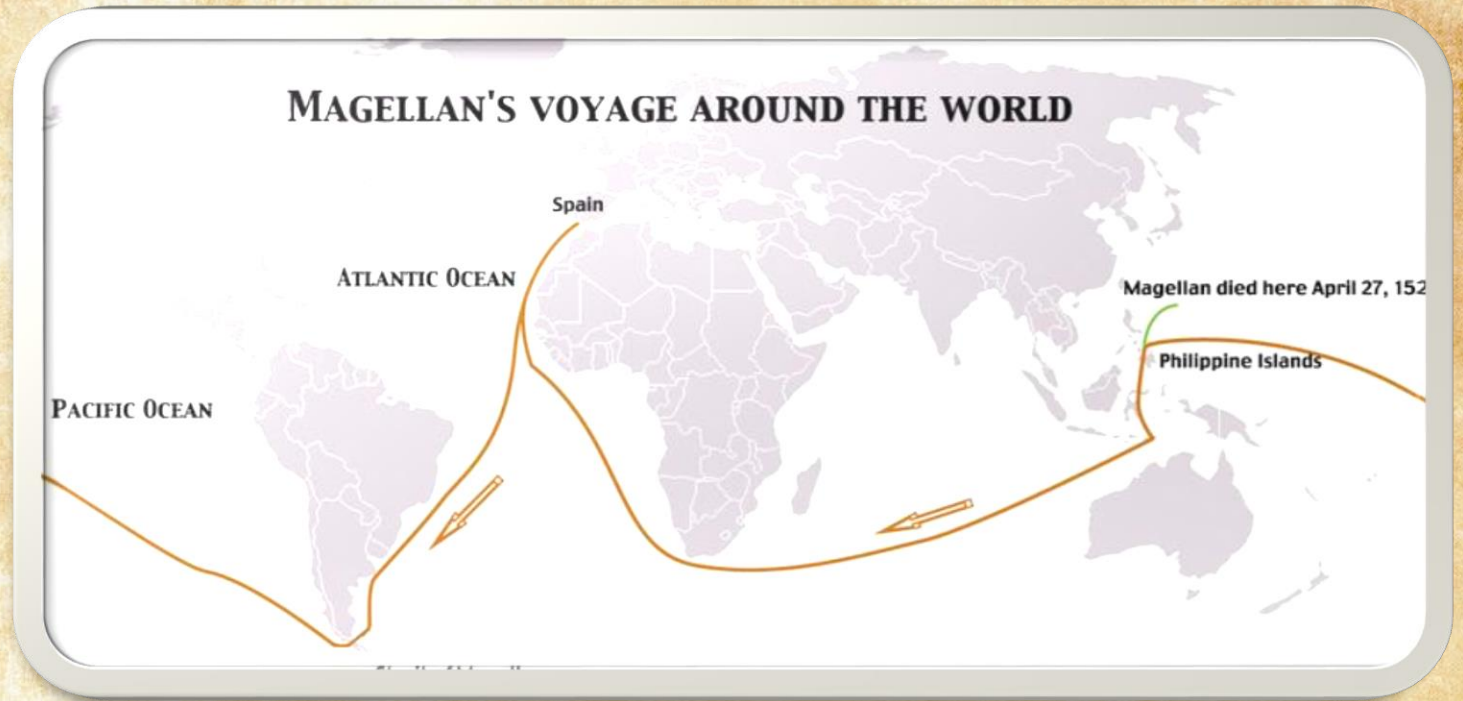 MAGELLAN'S VOYAGE AROUND THE WORLD
Spain
ATLANTIC OCEAN
Magellan died here April 27, 152
Philippine Islands
PACIFIC OCEAN